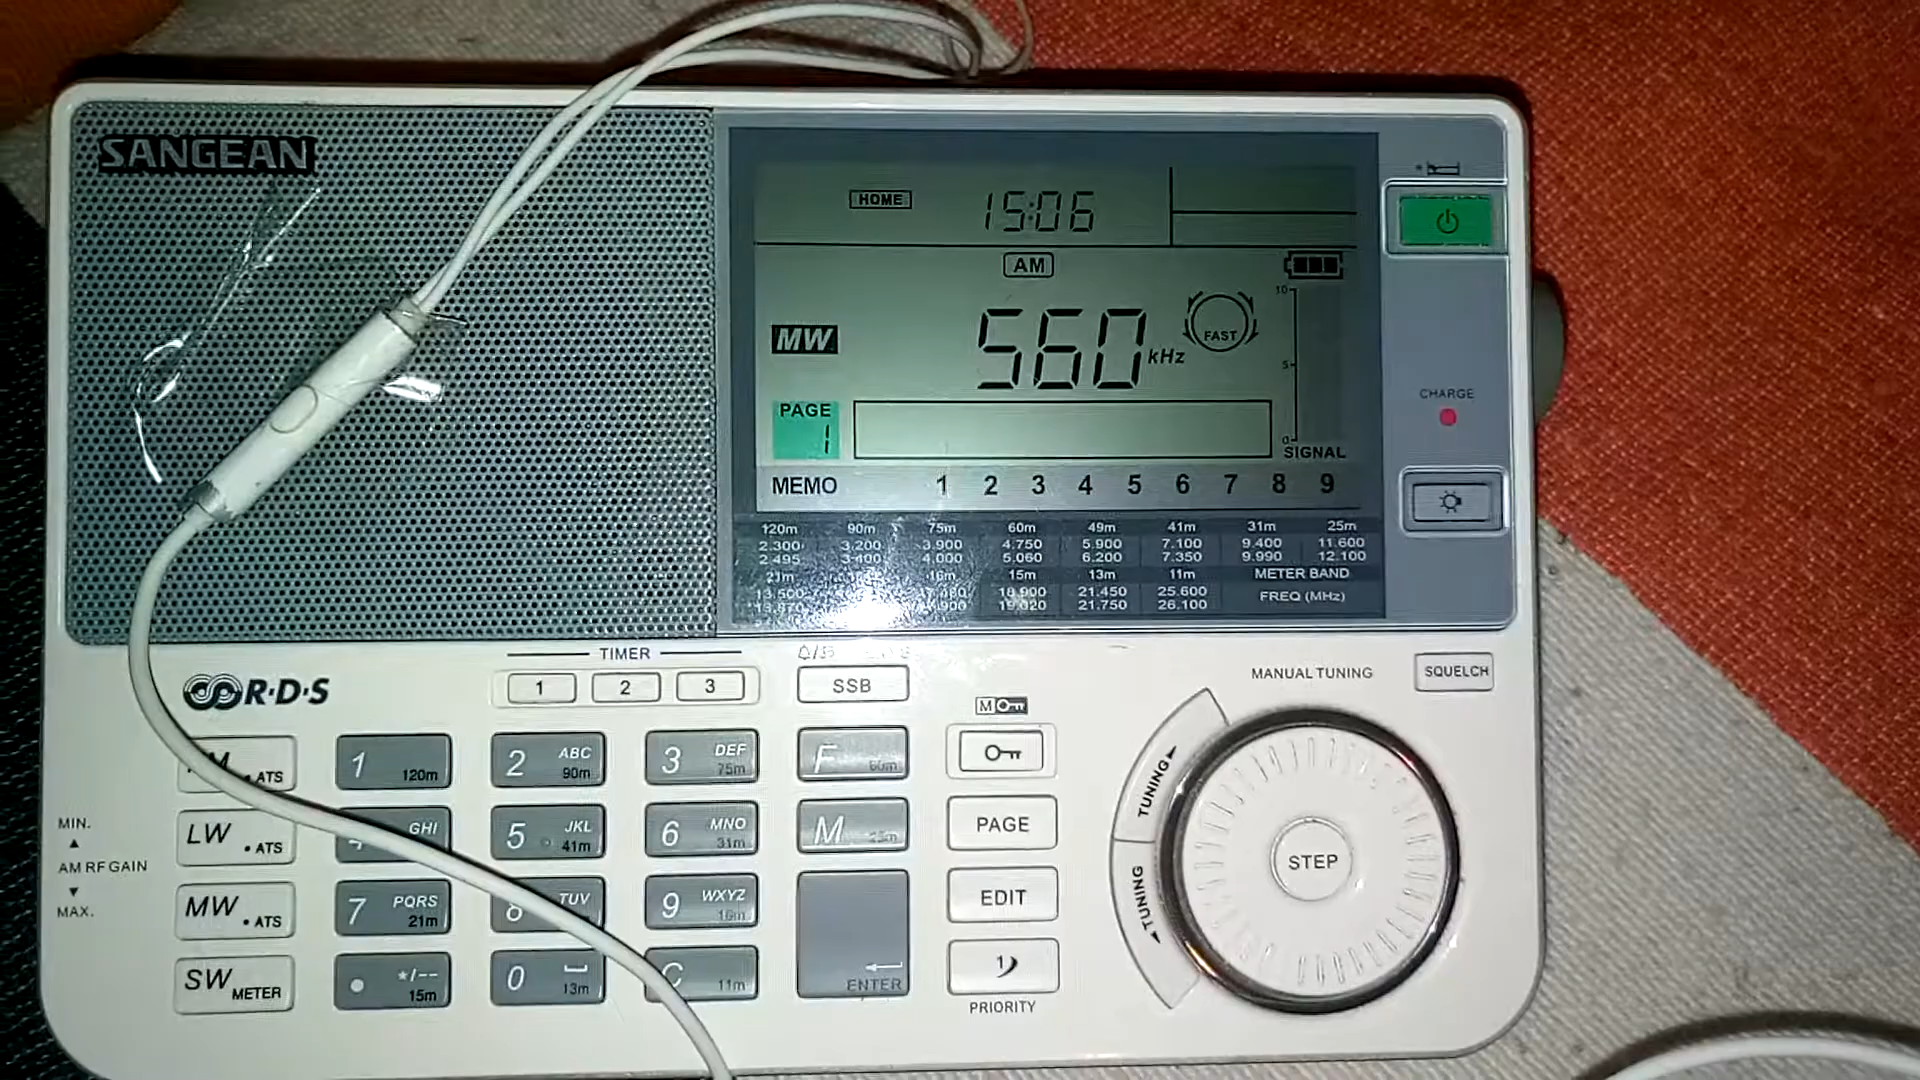 SANGEAN
HOME 15:06
AM
10
MW 560 kHz FAST
5
PAGE
1
0
SIGNAL
MEMO 1 2 3 4 5 6 7 8 9
120m 90m 75m 60m 49m 41m 31m 25m
2.300 3.200 3.900 4.750 5.900 7.100 9.400 11.600
2.495 3.400 4.000 5.060 6.200 7.350 9.990 12.100
21m 15m 13m 11m METER BAND
13.500 18.900 21.450 25.600 FREQ (MHz)
19.020 21.750 26.100
CHARGE
R·D·S
TIMER
1 2 3
SSB
MANUAL TUNING
SQUELCH
M
• ATS
1 120m
2 ABC 90m
3 DEF 75m
F
TUNING
LW • ATS
GHI
5 JKL 41m
6 MNO 31m
M
PAGE
STEP
MIN.
AM RF GAIN
MAX.
MW • ATS
7 PQRS 21m
8 TUV
9 WXYZ 16m
ENTER
EDIT
TUNING
SW METER
*/-- 15m
0 13m
C 11m
1
PRIORITY